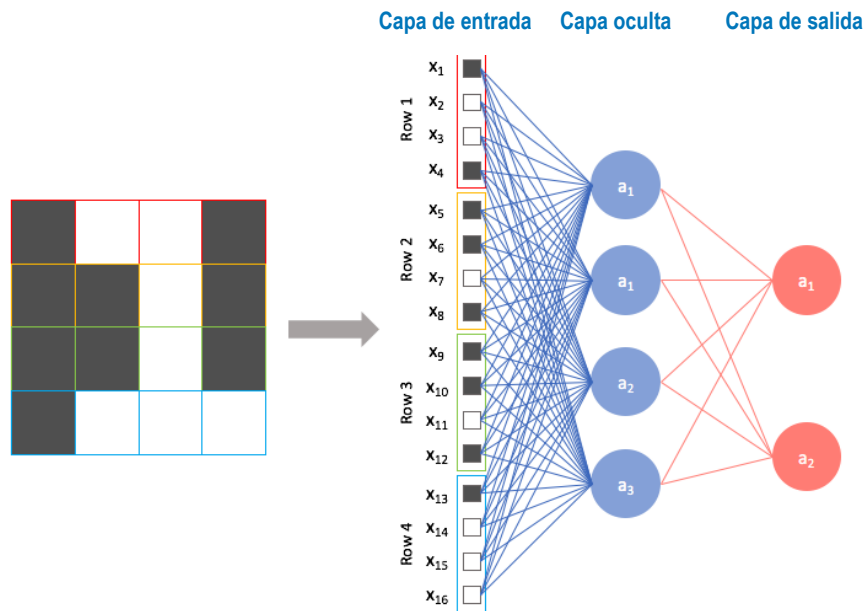 Capa de entrada
Capa oculta
Capa de salida
Row 1
x₁
x₂
x₃
x₄
Row 2
x₅
x₆
x₇
x₈
Row 3
x₉
x₁₀
x₁₁
x₁₂
Row 4
x₁₃
x₁₄
x₁₅
x₁₆
a₁
a₁
a₂
a₃
a₁
a₂